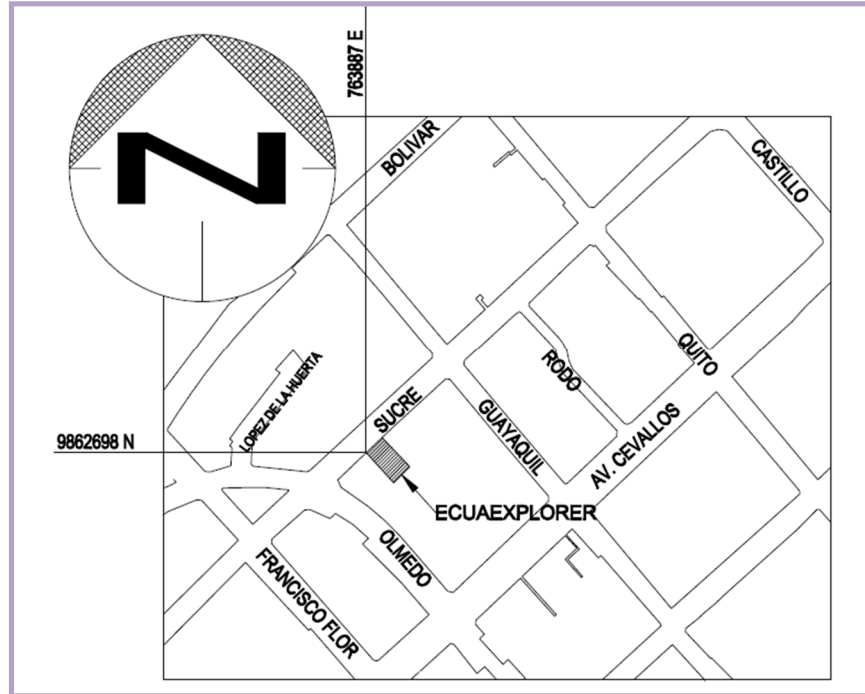 763887 E
N
BOLIVAR
CASTILLO
LOPEZ DE LA HUERTA
SUCRE
RODO
QUITO
9862698 N
GUAYAQUIL
AV. CEVALLOS
ECUAEXPLORER
OLMEDO
FRANCISCO FLOR